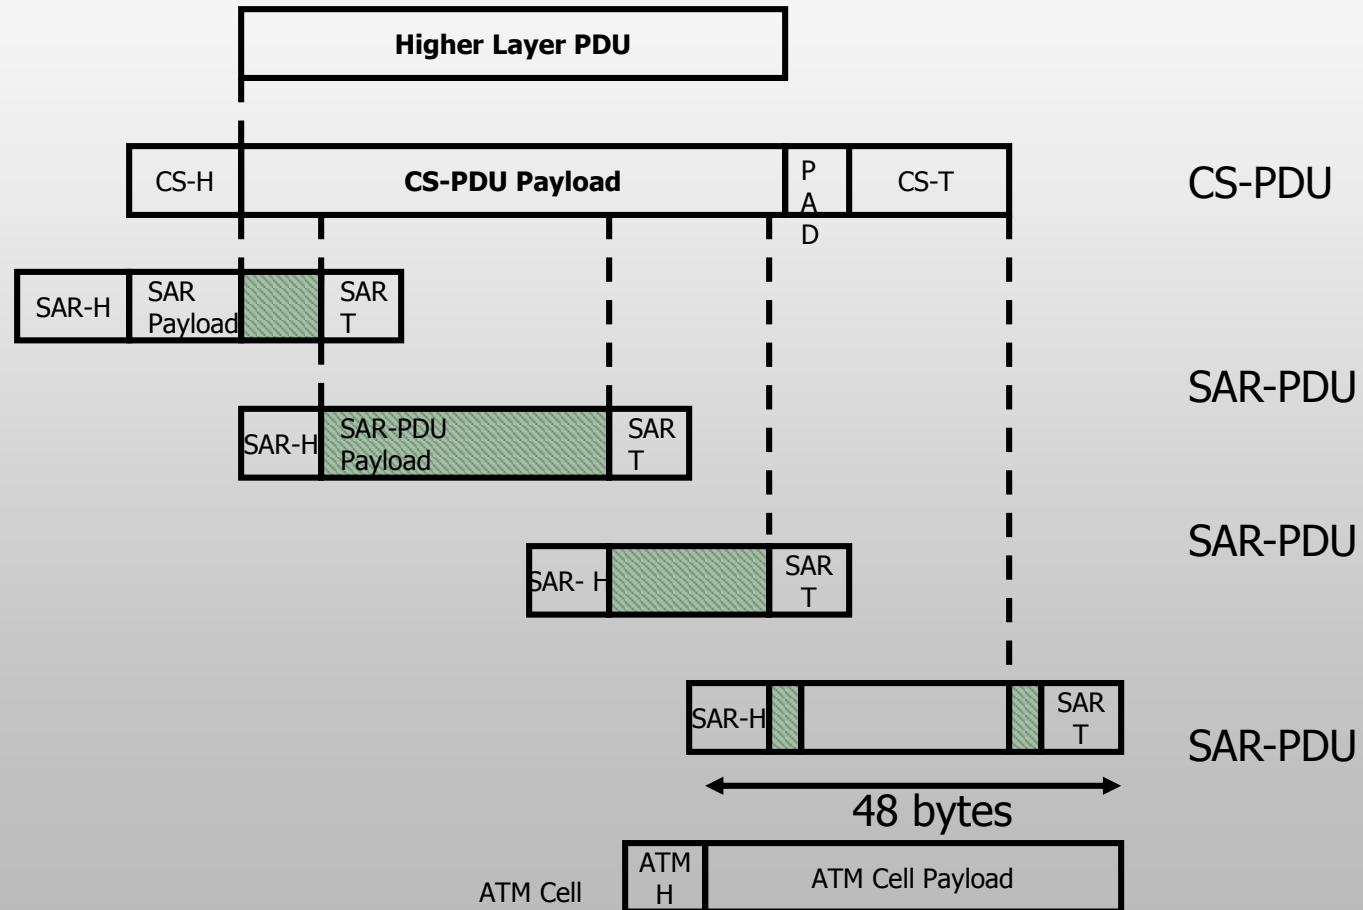 Higher Layer PDU
CS-H
CS-PDU Payload
P
A
D
CS-T
CS-PDU
SAR-H
SAR
Payload
SAR
T
SAR-PDU
SAR-H
SAR-PDU
Payload
SAR
T
SAR-PDU
SAR- H
SAR
T
SAR-H
SAR
T
SAR-PDU
48 bytes
ATM Cell
ATM
H
ATM Cell Payload